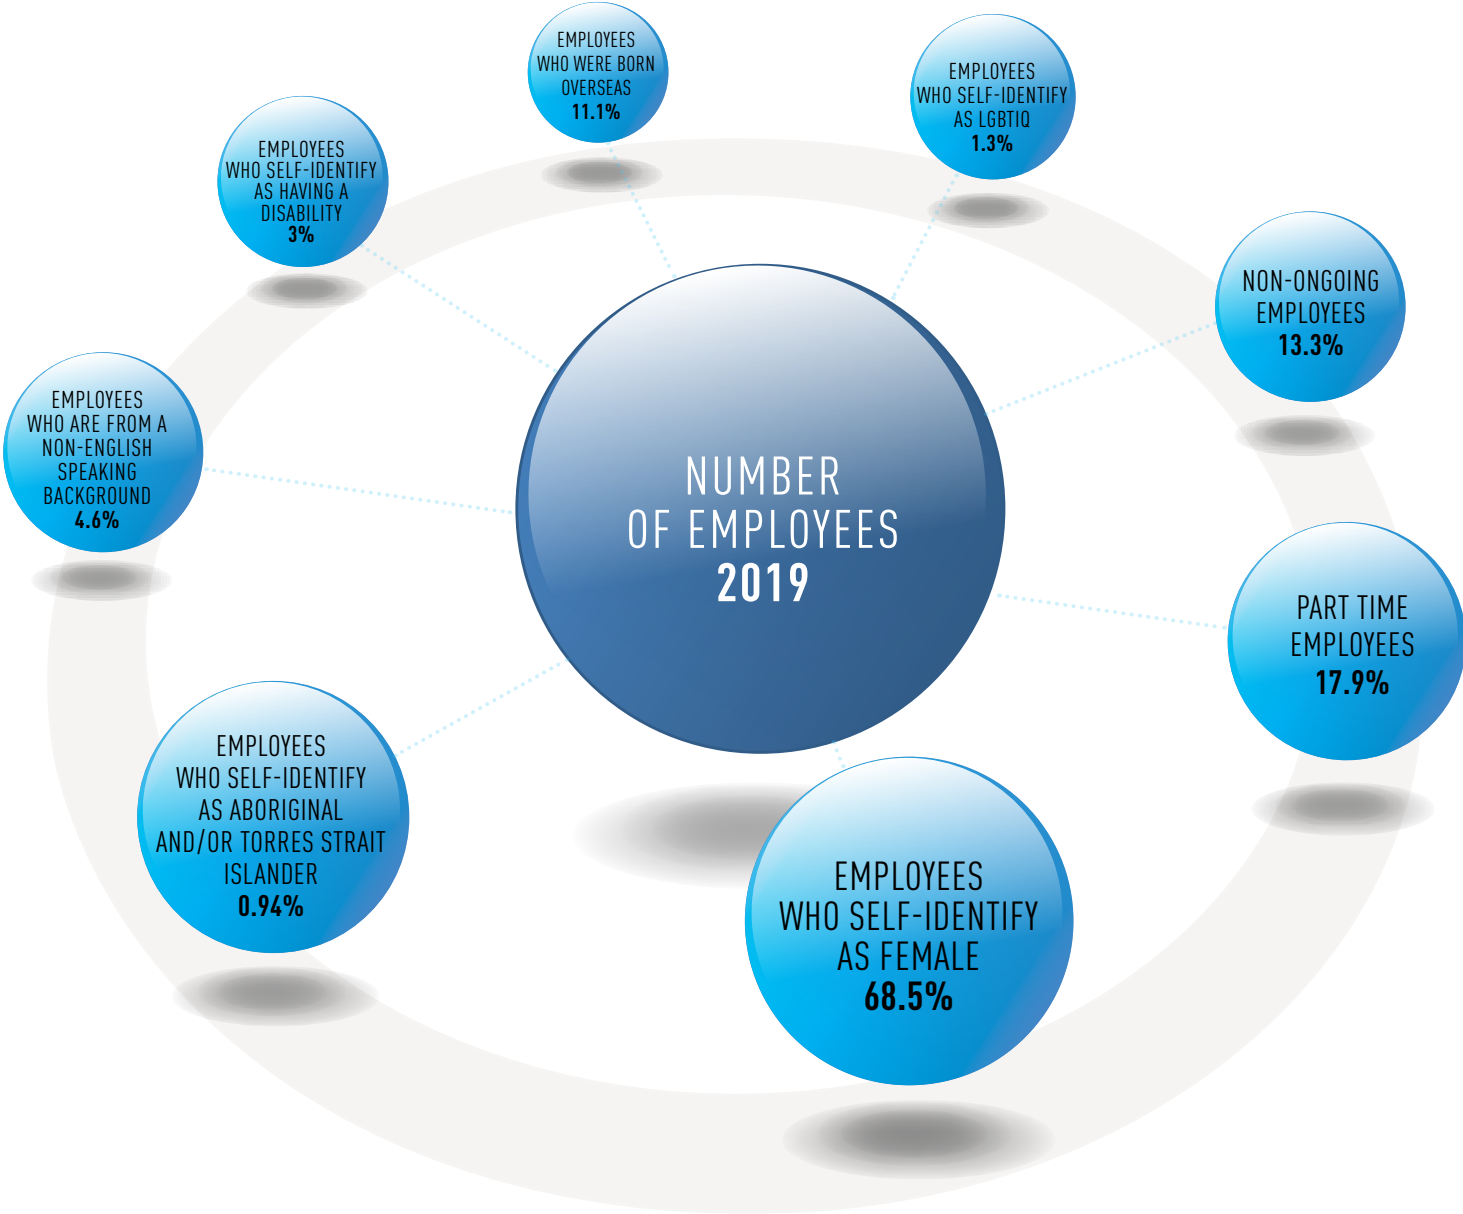 EMPLOYEES
WHO WERE BORN
OVERSEAS
11.1%
EMPLOYEES
WHO SELF-IDENTIFY
AS LGBTIQ
1.3%
EMPLOYEES
WHO SELF-IDENTIFY
AS HAVING A
DISABILITY
3%
NON-ONGOING
EMPLOYEES
13.3%
EMPLOYEES
WHO ARE FROM A
NON-ENGLISH
SPEAKING
BACKGROUND
4.6%
NUMBER
OF EMPLOYEES
2019
PART TIME
EMPLOYEES
17.9%
EMPLOYEES
WHO SELF-IDENTIFY
AS ABORIGINAL
AND/OR TORRES STRAIT
ISLANDER
0.94%
EMPLOYEES
WHO SELF-IDENTIFY
AS FEMALE
68.5%